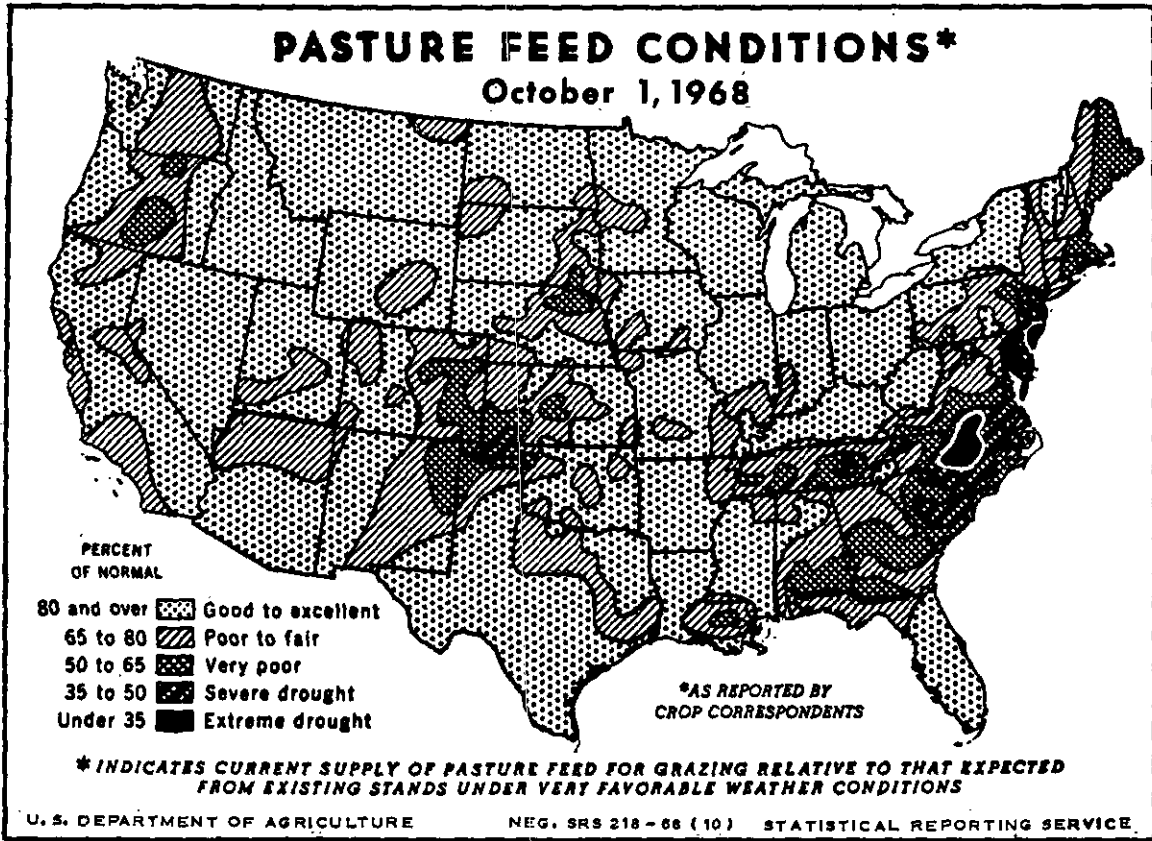 PASTURE FEED CONDITIONS*
October 1, 1968
PERCENT
OF NORMAL
80 and over Good to excellent
65 to 80 Poor to fair
50 to 65 Very poor
35 to 50 Severe drought
Under 35 Extreme drought
*AS REPORTED BY
CROP CORRESPONDENTS
* INDICATES CURRENT SUPPLY OF PASTURE FEED FOR GRAZING RELATIVE TO THAT EXPECTED
FROM EXISTING STANDS UNDER VERY FAVORABLE WEATHER CONDITIONS
U. S. DEPARTMENT OF AGRICULTURE NEG. SRS 218-68 (10) STATISTICAL REPORTING SERVICE